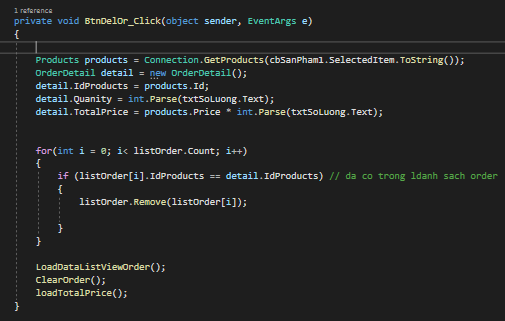 1 reference
private void BtnDelOr_Click(object sender, EventArgs e)
{
Products products = Connection.GetProducts(cbSanPham1.SelectedItem.ToString());
OrderDetail detail = new OrderDetail();
detail.IdProducts = products.Id;
detail.Quanity = int.Parse(txtSoLuong.Text);
detail.TotalPrice = products.Price * int.Parse(txtSoLuong.Text);
for(int i = 0; i< listOrder.Count; i++)
{
if (listOrder[i].IdProducts == detail.IdProducts) // da co trong ldanh sach order
{
listOrder.Remove(listOrder[i]);
}
}
LoadDataListViewOrder();
ClearOrder();
loadTotalPrice();
}